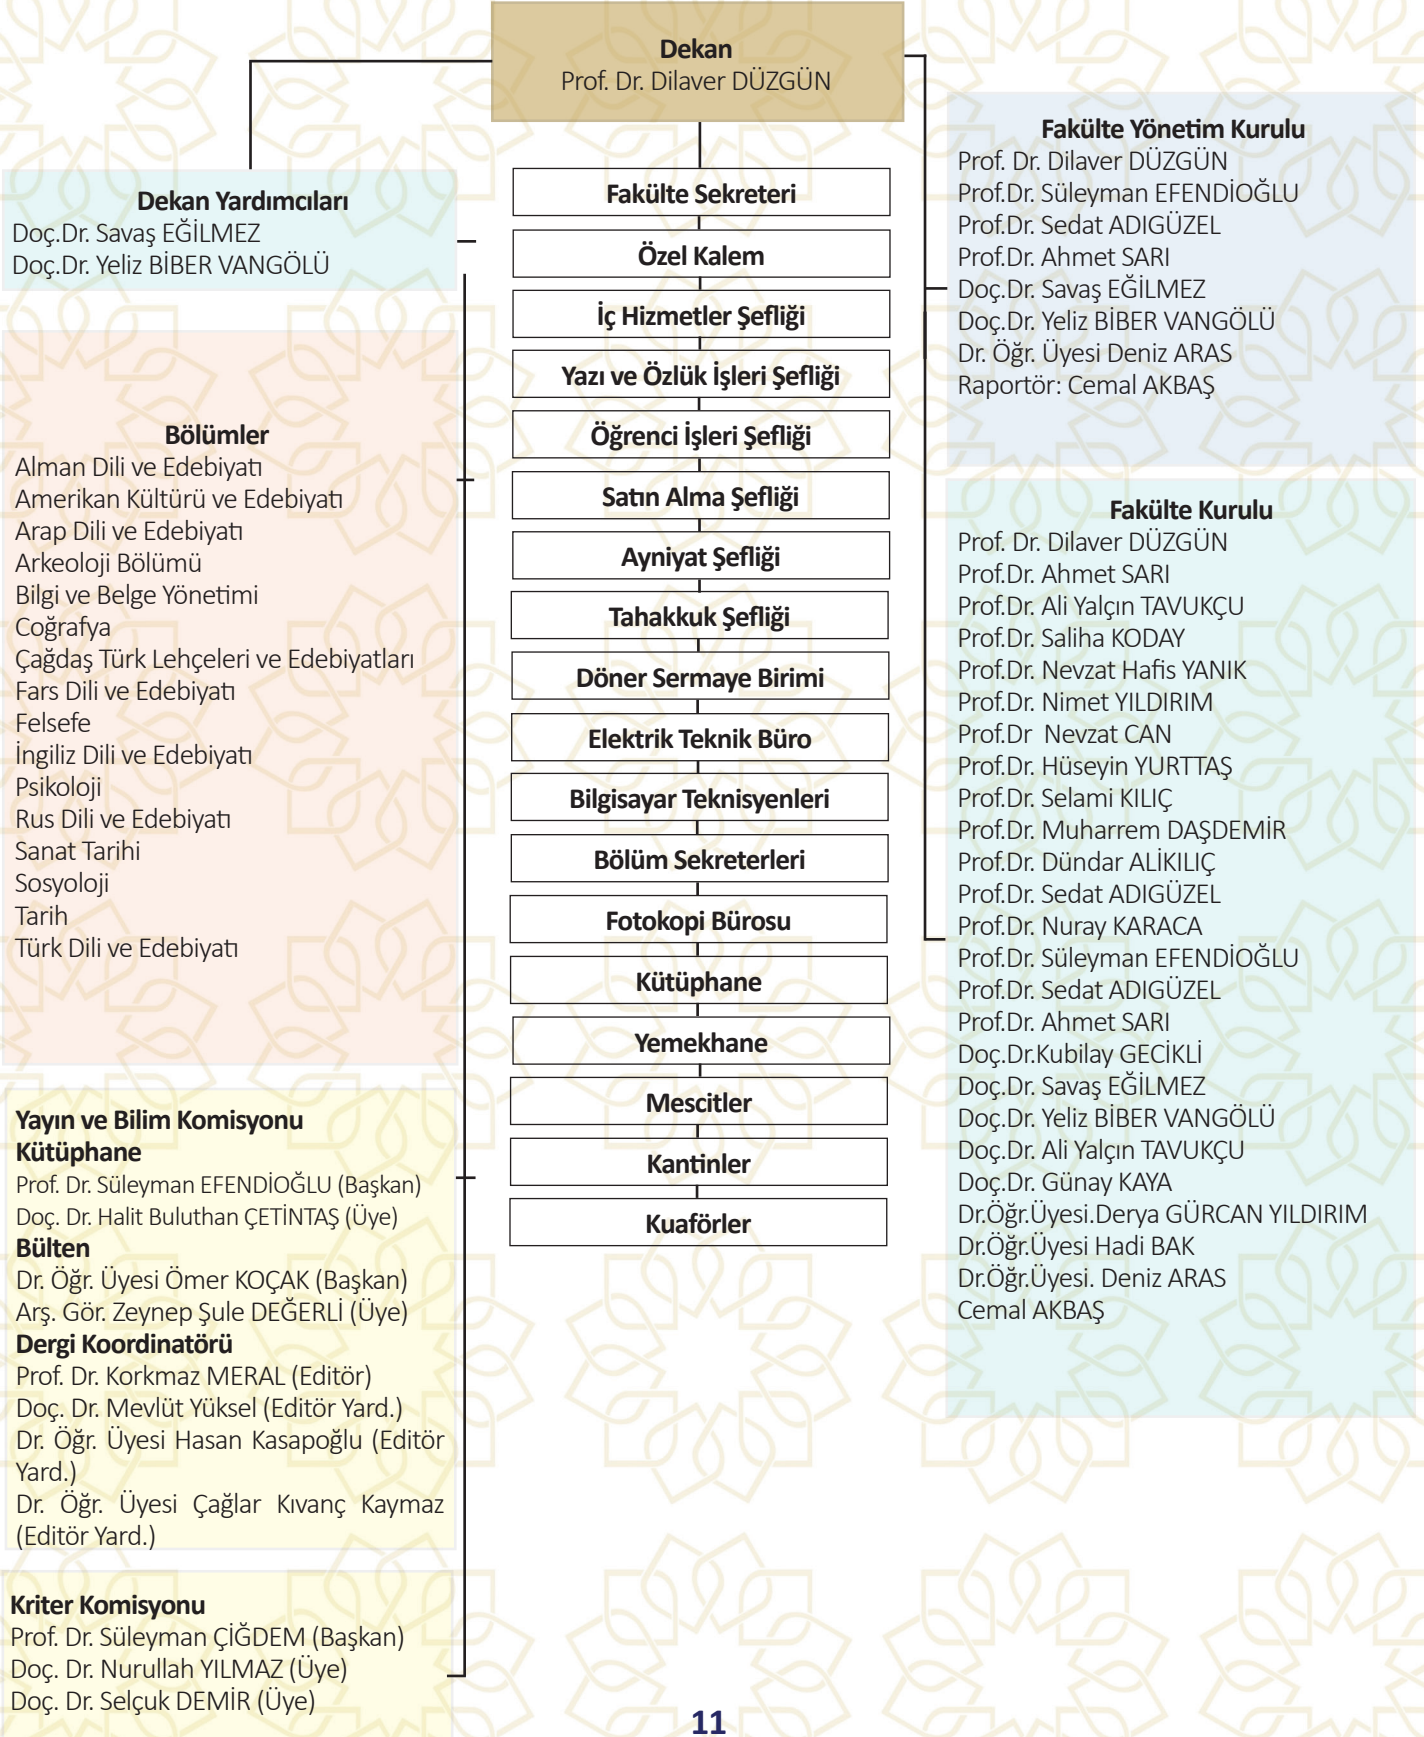 Dekan
Prof. Dr. Dilaver DÜZGÜN
Dekan Yardımcıları
Doç.Dr. Savaş EĞİLMEZ
Doç.Dr. Yeliz BİBER VANGÖLÜ
Bölümler
Alman Dili ve Edebiyatı
Amerikan Kültürü ve Edebiyatı
Arap Dili ve Edebiyatı
Arkeoloji Bölümü
Bilgi ve Belge Yönetimi
Coğrafya
Çağdaş Türk Lehçeleri ve Edebiyatları
Fars Dili ve Edebiyatı
Felsefe
İngiliz Dili ve Edebiyatı
Psikoloji
Rus Dili ve Edebiyatı
Sanat Tarihi
Sosyoloji
Tarih
Türk Dili ve Edebiyatı
Yayın ve Bilim Komisyonu
Kütüphane
Prof. Dr. Süleyman EFENDİOĞLU (Başkan)
Doç. Dr. Halit Buluthan ÇETİNTAŞ (Üye)
Bülten
Dr. Öğr. Üyesi Ömer KOÇAK (Başkan)
Arş. Gör. Zeynep Şule DEĞERLİ (Üye)
Dergi Koordinatörü
Prof. Dr. Korkmaz MERAL (Editör)
Doç. Dr. Mevlüt Yüksel (Editör Yard.)
Dr. Öğr. Üyesi Hasan Kasapoğlu (Editör
Yard.)
Dr. Öğr. Üyesi Çağlar Kıvanç Kaymaz
(Editör Yard.)
Kriter Komisyonu
Prof. Dr. Süleyman ÇİĞDEM (Başkan)
Doç. Dr. Nurullah YILMAZ (Üye)
Doç. Dr. Selçuk DEMİR (Üye)
Fakülte Sekreteri
Özel Kalem
İç Hizmetler Şefliği
Yazı ve Özlük İşleri Şefliği
Öğrenci İşleri Şefliği
Satın Alma Şefliği
Ayniyat Şefliği
Tahakkuk Şefliği
Döner Sermaye Birimi
Elektrik Teknik Büro
Bilgisayar Teknisyenleri
Bölüm Sekreterleri
Fotokopi Bürosu
Kütüphane
Yemekhane
Mescitler
Kantinler
Kuaförler
Fakülte Yönetim Kurulu
Prof. Dr. Dilaver DÜZGÜN
Prof.Dr. Süleyman EFENDİOĞLU
Prof.Dr. Sedat ADIGÜZEL
Prof.Dr. Ahmet SARI
Doç.Dr. Savaş EĞİLMEZ
Doç.Dr. Yeliz BİBER VANGÖLÜ
Dr. Öğr. Üyesi Deniz ARAS
Raportör: Cemal AKBAŞ
Fakülte Kurulu
Prof. Dr. Dilaver DÜZGÜN
Prof.Dr. Ahmet SARI
Prof.Dr. Ali Yalçın TAVUKÇU
Prof.Dr. Saliha KODAY
Prof.Dr. Nevzat Hafis YANIK
Prof.Dr. Nimet YILDIRIM
Prof.Dr  Nevzat CAN
Prof.Dr. Hüseyin YURTTAŞ
Prof.Dr. Selami KILIÇ
Prof.Dr. Muharrem DAŞDEMİR
Prof.Dr. Dündar ALİKILIÇ
Prof.Dr. Sedat ADIGÜZEL
Prof.Dr. Nuray KARACA
Prof.Dr. Süleyman EFENDİOĞLU
Prof.Dr. Sedat ADIGÜZEL
Prof.Dr. Ahmet SARI
Doç.Dr.Kubilay GECİKLİ
Doç.Dr. Savaş EĞİLMEZ
Doç.Dr. Yeliz BİBER VANGÖLÜ
Doç.Dr. Ali Yalçın TAVUKÇU
Doç.Dr. Günay KAYA
Dr.Öğr.Üyesi.Derya GÜRCAN YILDIRIM
Dr.Öğr.Üyesi Hadi BAK
Dr.Öğr.Üyesi. Deniz ARAS
Cemal AKBAŞ
11